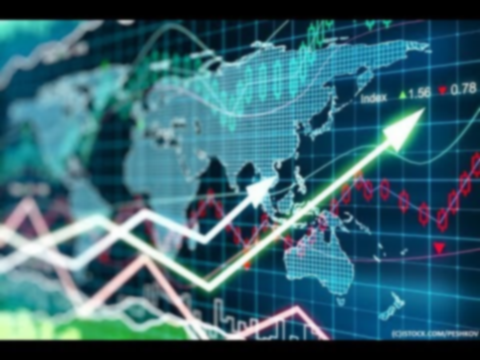 Index ▲1.56 ▼0.78
(C)ISTOCK.COM/PESHKOV